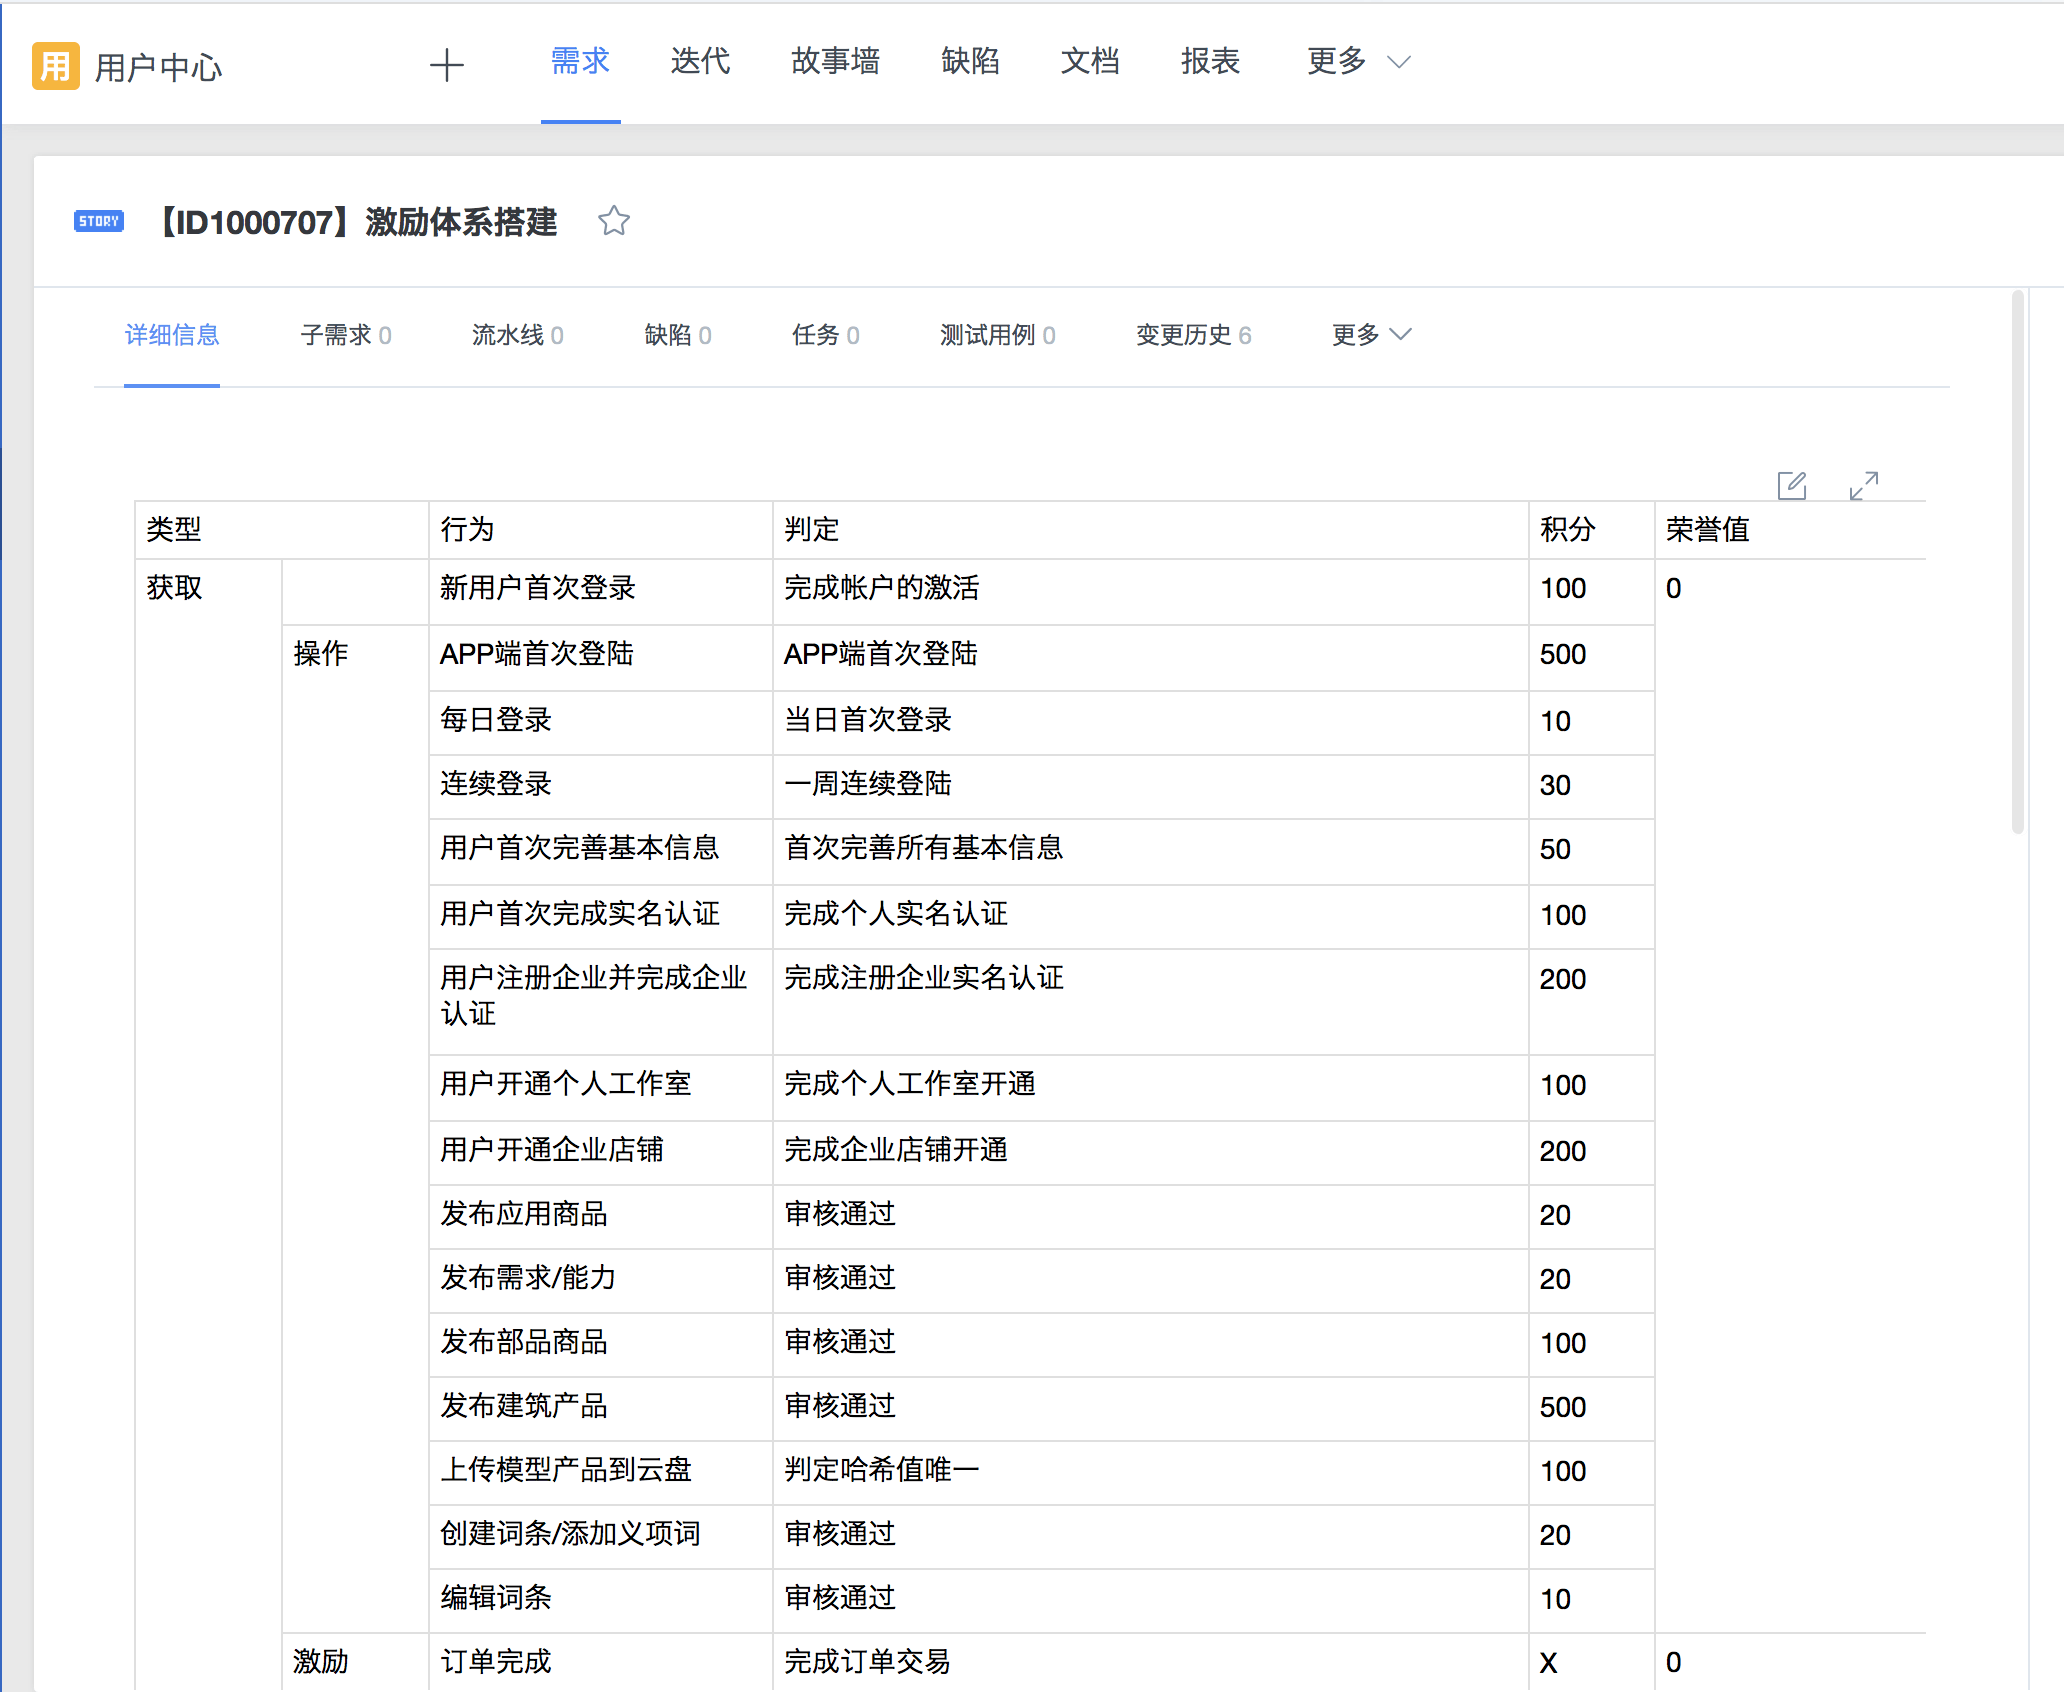 用 用户中心 需求 迭代 故事墙 缺陷 文档 报表 更多
STORY 【ID1000707】激励体系搭建
详细信息 子需求 0 流水线 0 缺陷 0 任务 0 测试用例 0 变更历史 6 更多
类型 行为 判定 积分 荣誉值
获取 新用户首次登录 完成帐户的激活 100 0
操作 APP端首次登陆 APP端首次登陆 500
每日登录 当日首次登录 10
连续登录 一周连续登陆 30
用户首次完善基本信息 首次完善所有基本信息 50
用户首次完成实名认证 完成个人实名认证 100
用户注册企业并完成企业 完成注册企业实名认证 200
认证
用户开通个人工作室 完成个人工作室开通 100
用户开通企业店铺 完成企业店铺开通 200
发布应用商品 审核通过 20
发布需求/能力 审核通过 20
发布部品商品 审核通过 100
发布建筑产品 审核通过 500
上传模型产品到云盘 判定哈希值唯一 100
创建词条/添加义项词 审核通过 20
编辑词条 审核通过 10
激励 订单完成 完成订单交易 X 0